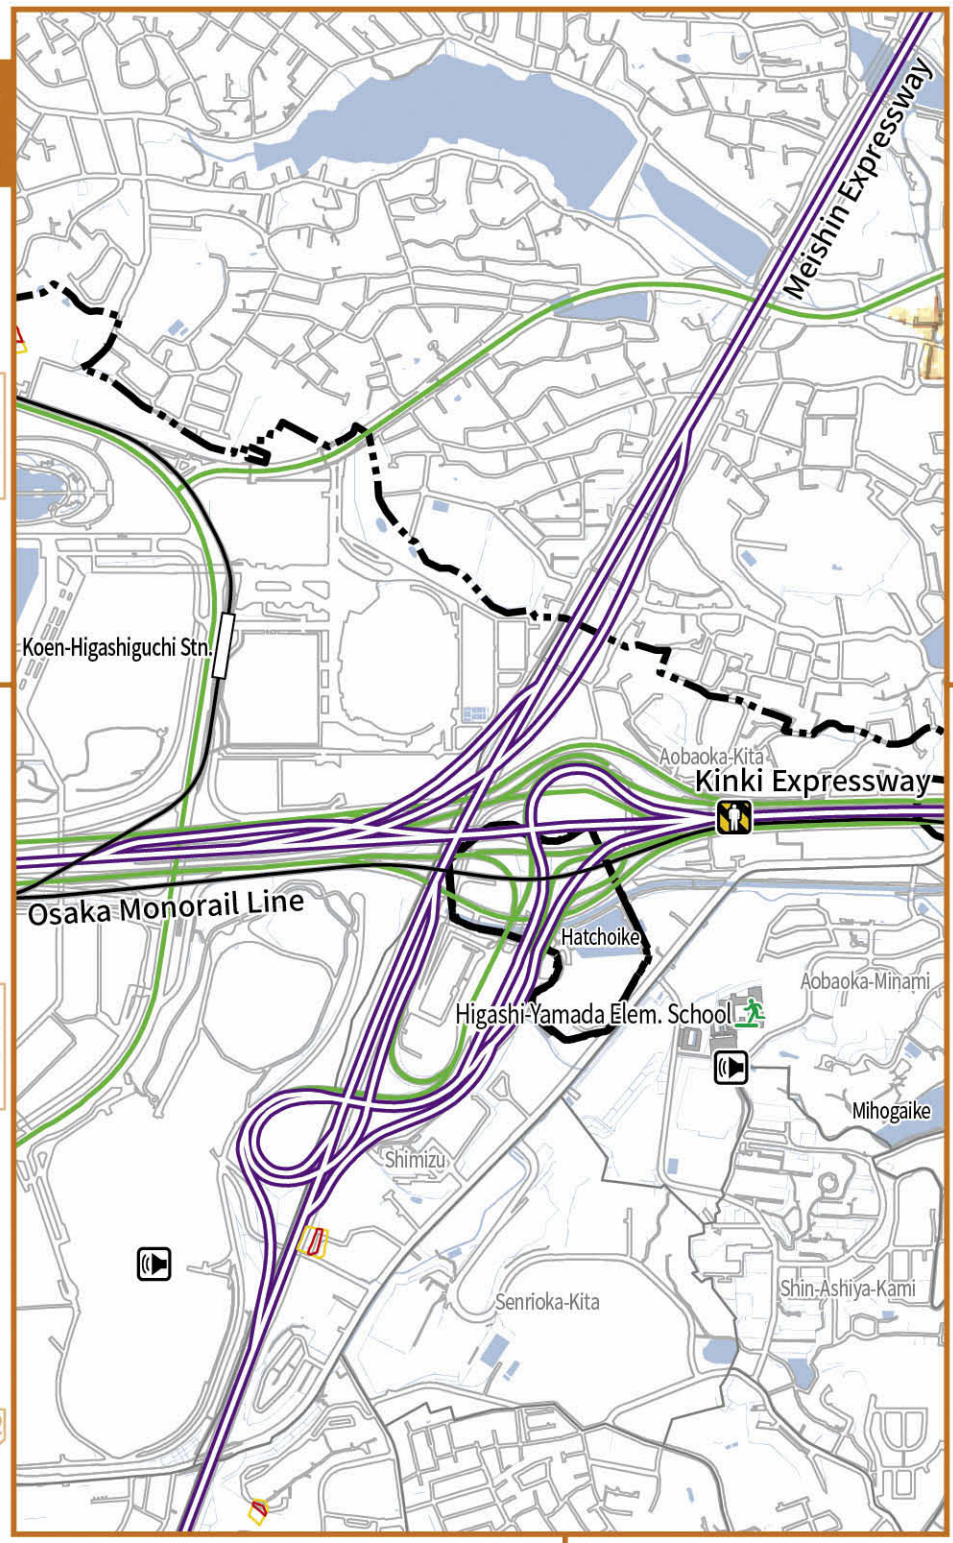 Meishin Expressway
Koen-Higashiguchi Stn.
Aobaoka-Kita
Kinki Expressway
Osaka Monorail Line
Hatchoike
Aobaoka-Minami
Higashi-Yamada Elem. School
Mihogaike
Shimizu
Shin-Ashiya-Kami
Senrioka-Kita